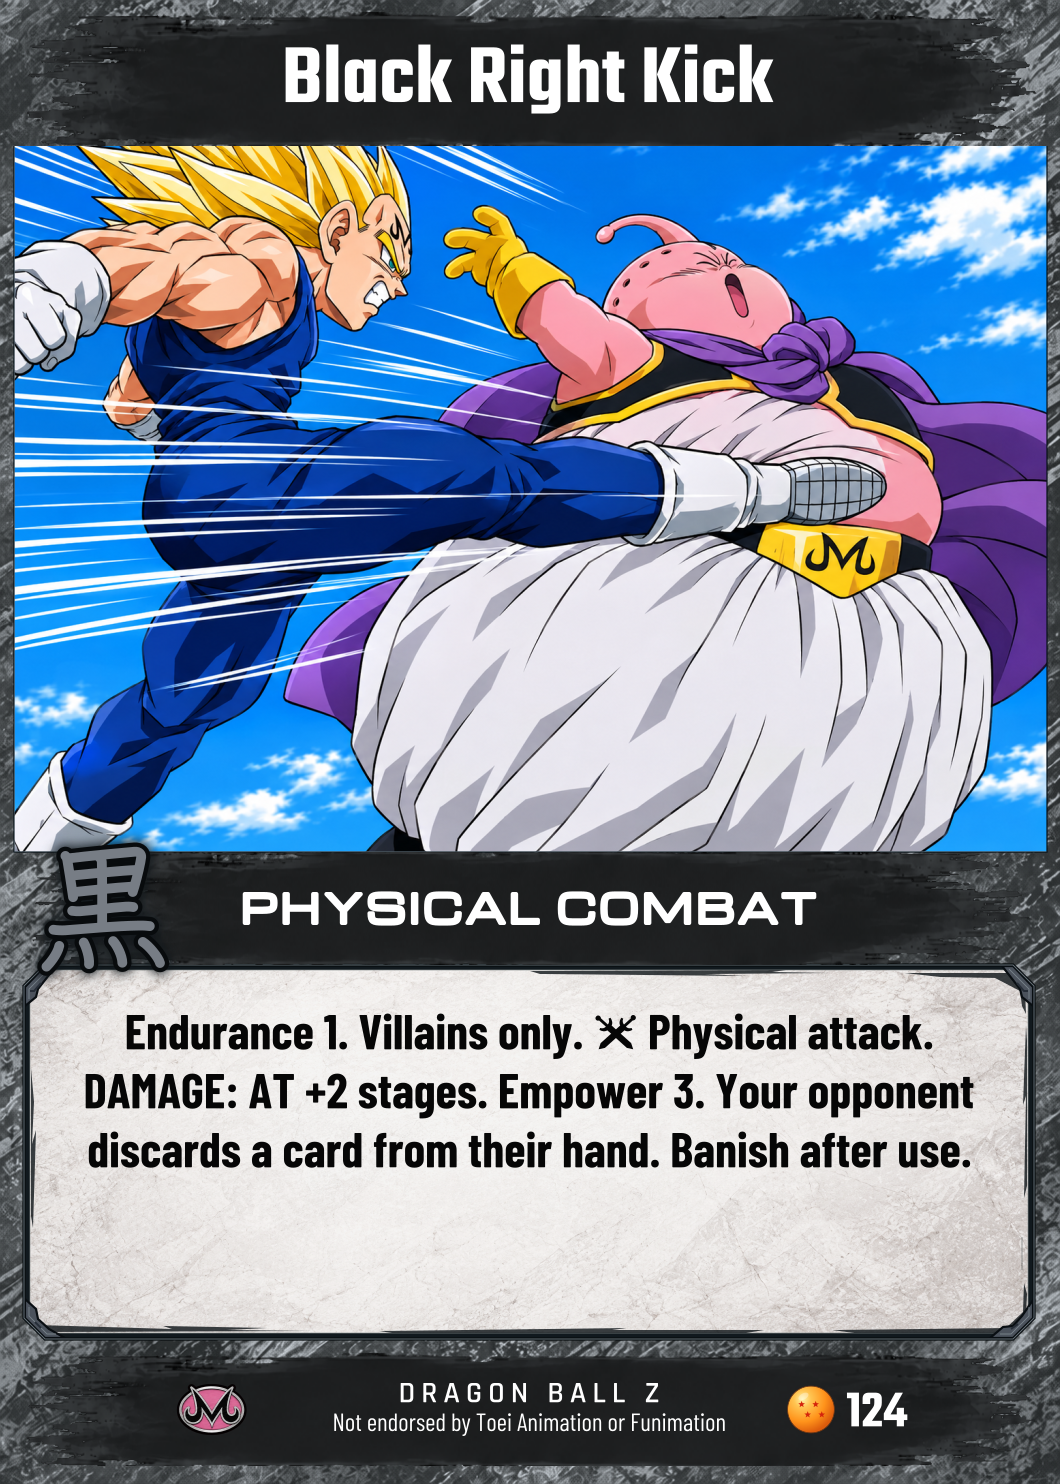 Black Right Kick
M
黒
PHYSICAL COMBAT
Endurance 1. Villains only. Physical attack.
DAMAGE: AT +2 stages. Empower 3. Your opponent
discards a card from their hand. Banish after use.
M
DRAGON BALL Z
Not endorsed by Toei Animation or Funimation
124